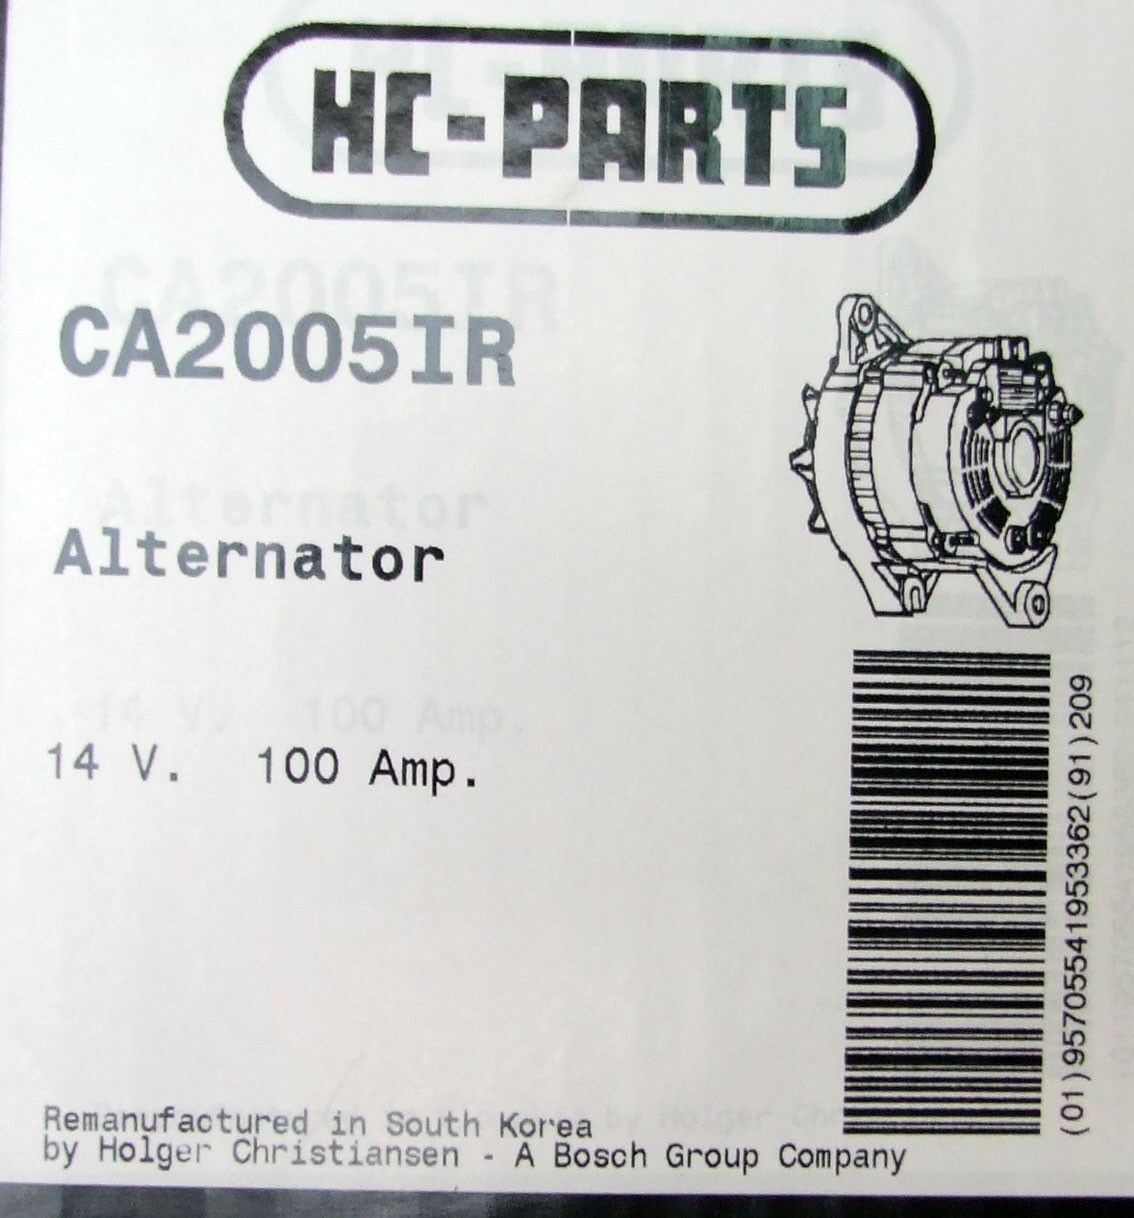 HC-PARTS
CA2005IR
Alternator
14 V. 100 Amp.
(01)95705541953362(91)209
Remanufactured in South Korea
by Holger Christiansen - A Bosch Group Company